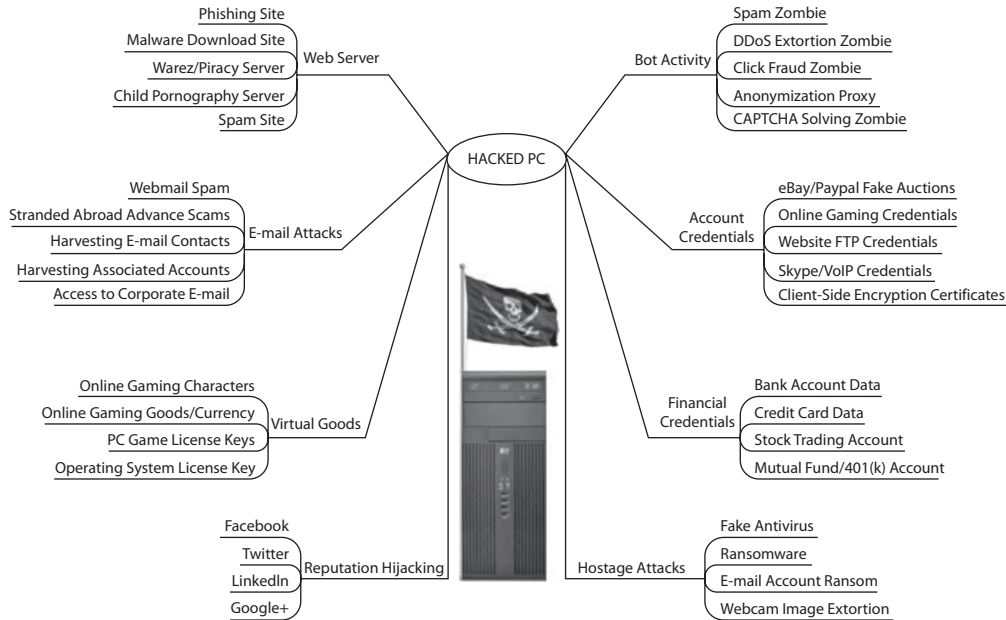 HACKED PC
Web Server
Phishing Site
Malware Download Site
Warez/Piracy Server
Child Pornography Server
Spam Site
E-mail Attacks
Webmail Spam
Stranded Abroad Advance Scams
Harvesting E-mail Contacts
Harvesting Associated Accounts
Access to Corporate E-mail
Virtual Goods
Online Gaming Characters
Online Gaming Goods/Currency
PC Game License Keys
Operating System License Key
Reputation Hijacking
Facebook
Twitter
LinkedIn
Google+
Bot Activity
Spam Zombie
DDoS Extortion Zombie
Click Fraud Zombie
Anonymization Proxy
CAPTCHA Solving Zombie
Account
Credentials
eBay/Paypal Fake Auctions
Online Gaming Credentials
Website FTP Credentials
Skype/VoIP Credentials
Client-Side Encryption Certificates
Financial
Credentials
Bank Account Data
Credit Card Data
Stock Trading Account
Mutual Fund/401(k) Account
Hostage Attacks
Fake Antivirus
Ransomware
E-mail Account Ransom
Webcam Image Extortion